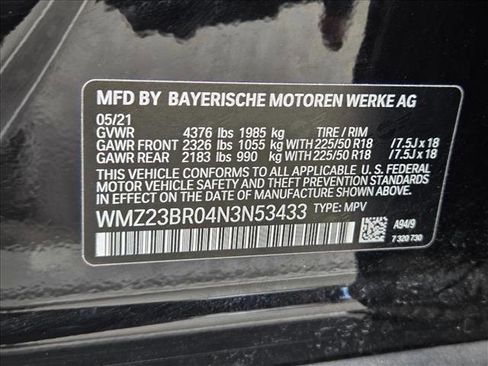 MFD BY BAYERISCHE MOTOREN WERKE AG
05/21
GVWR 4376 lbs 1985 kg TIRE / RIM
GAWR FRONT 2326 lbs 1055 kg WITH 225/50 R18 /7.5J x 18
GAWR REAR 2183 lbs 990 kg WITH 225/50 R18 /7.5J x 18
THIS VEHICLE CONFORMS TO ALL APPLICABLE U.S. FEDERAL
MOTOR VEHICLE SAFETY AND THEFT PREVENTION STANDARDS
IN EFFECT ON THE DATE OF MANUFACTURE SHOWN ABOVE.
WMZ23BR04N3N53433 TYPE: MPV
A94/9
7 320 730